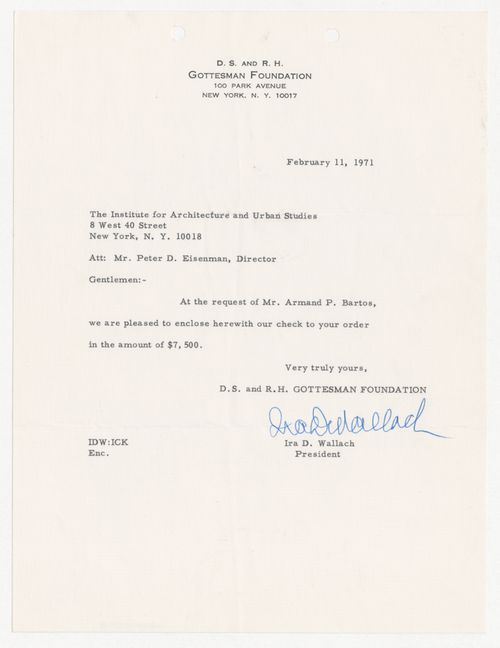 D. S. AND R. H.
GOTTESMAN FOUNDATION
100 PARK AVENUE
NEW YORK, N. Y. 10017
February 11, 1971
The Institute for Architecture and Urban Studies
8 West 40 Street
New York, N. Y. 10018
Att: Mr. Peter D. Eisenman, Director
Gentlemen:-
At the request of Mr. Armand P. Bartos,
we are pleased to enclose herewith our check to your order
in the amount of $7,500.
Very truly yours,
D.S. and R.H. GOTTESMAN FOUNDATION
Ira D Wallach
IDW:ICK
Enc.
Ira D. Wallach
President